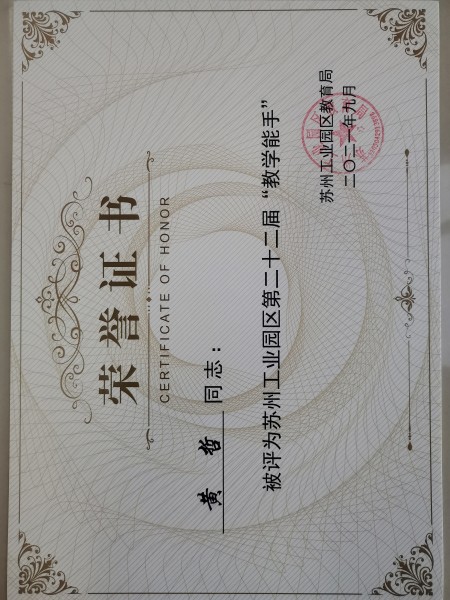 荣誉证书
CERTIFICATE OF HONOR
黄 哲 同志：
被评为苏州工业园区第二十二届“教学能手”
苏州工业园区教育局
二〇二一年九月